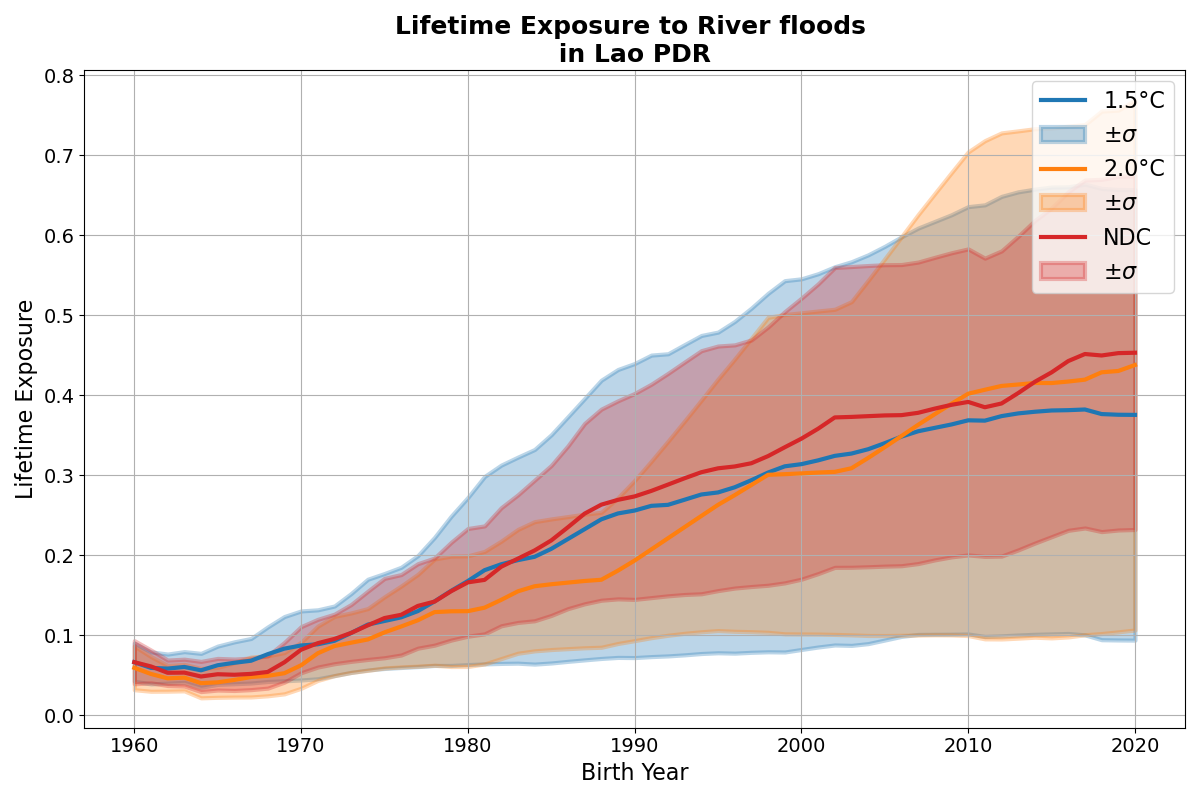 Lifetime Exposure to River floods
in Lao PDR
Lifetime Exposure
0.8
0.7
0.6
0.5
0.4
0.3
0.2
0.1
0.0
1.5°C
±σ
2.0°C
±σ
NDC
±σ
1960 1970 1980 1990 2000 2010 2020
Birth Year